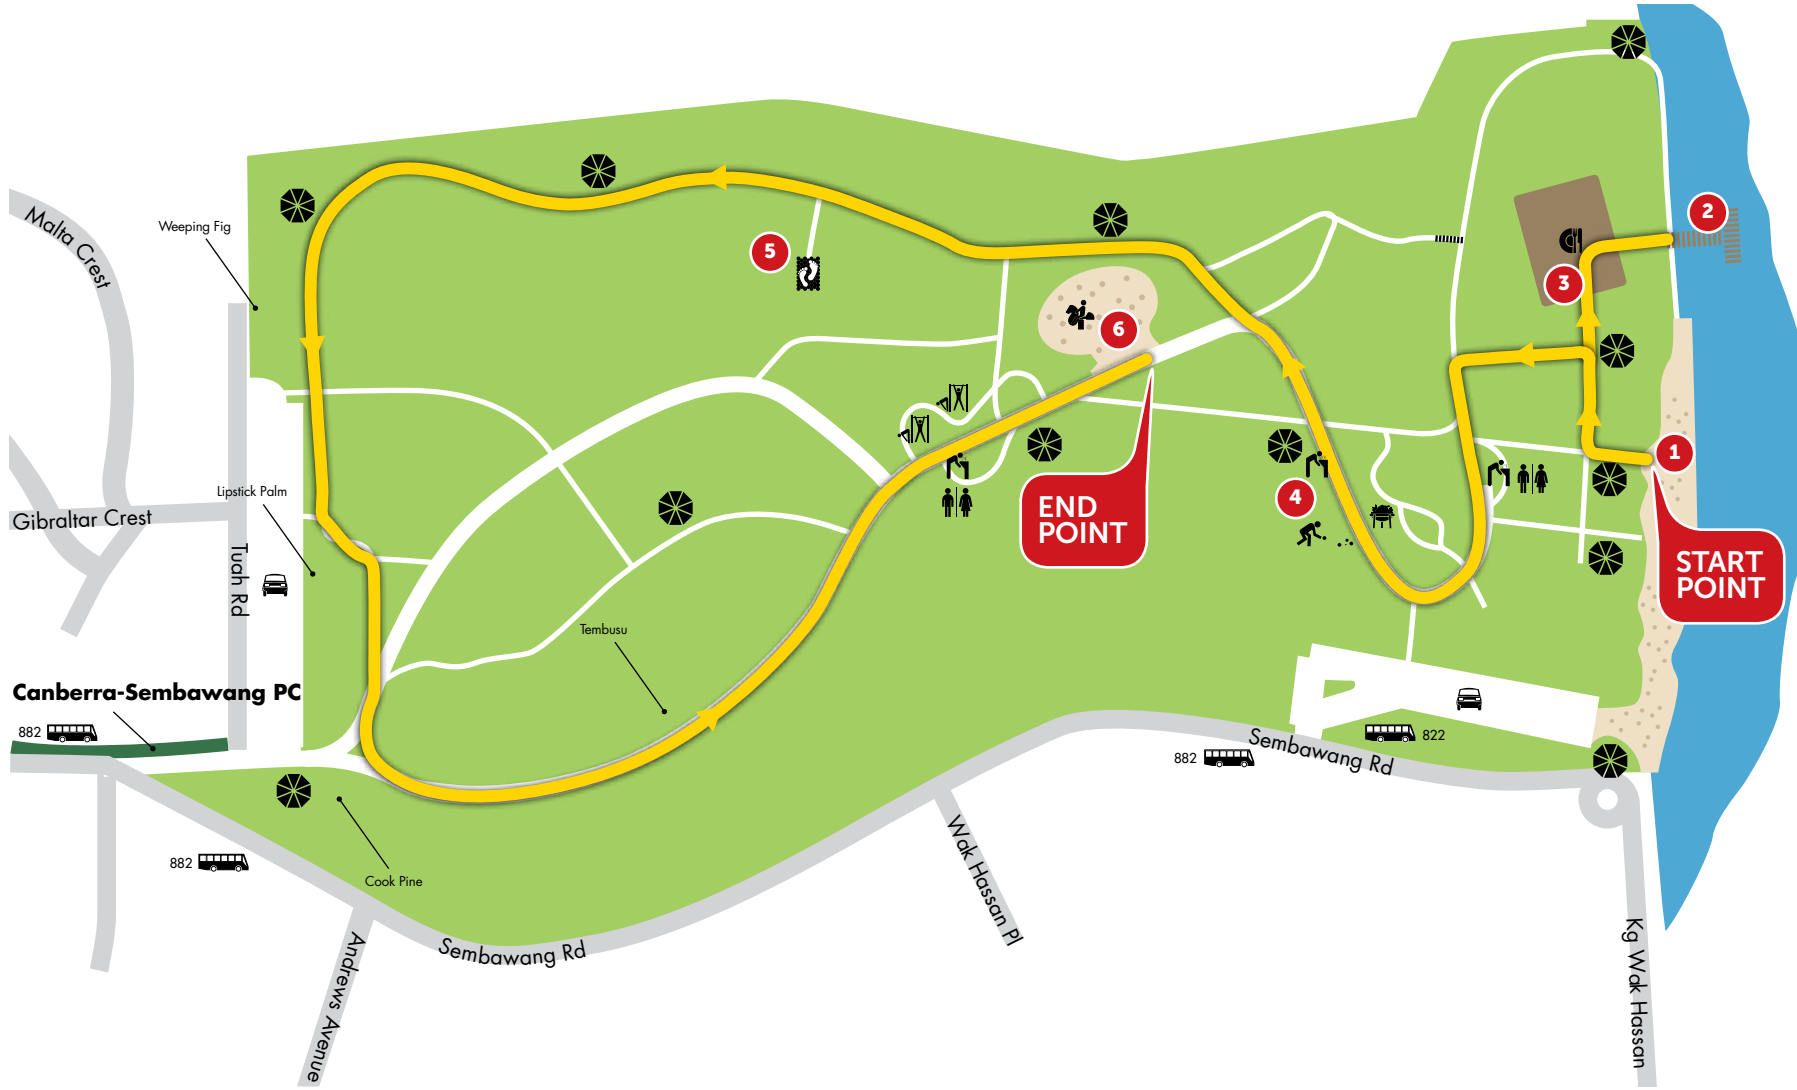 Malta Crest
Weeping Fig
2
5
3
6
Lipstick Palm
Gibraltar Crest
Tuah Rd
4
1
END
POINT
START
POINT
Tembusu
Canberra-Sembawang PC
882
822
Sembawang Rd
882
882
Cook Pine
Wak Hassan Pl
Sembawang Rd
Andrews Avenue
Kg Wak Hassan